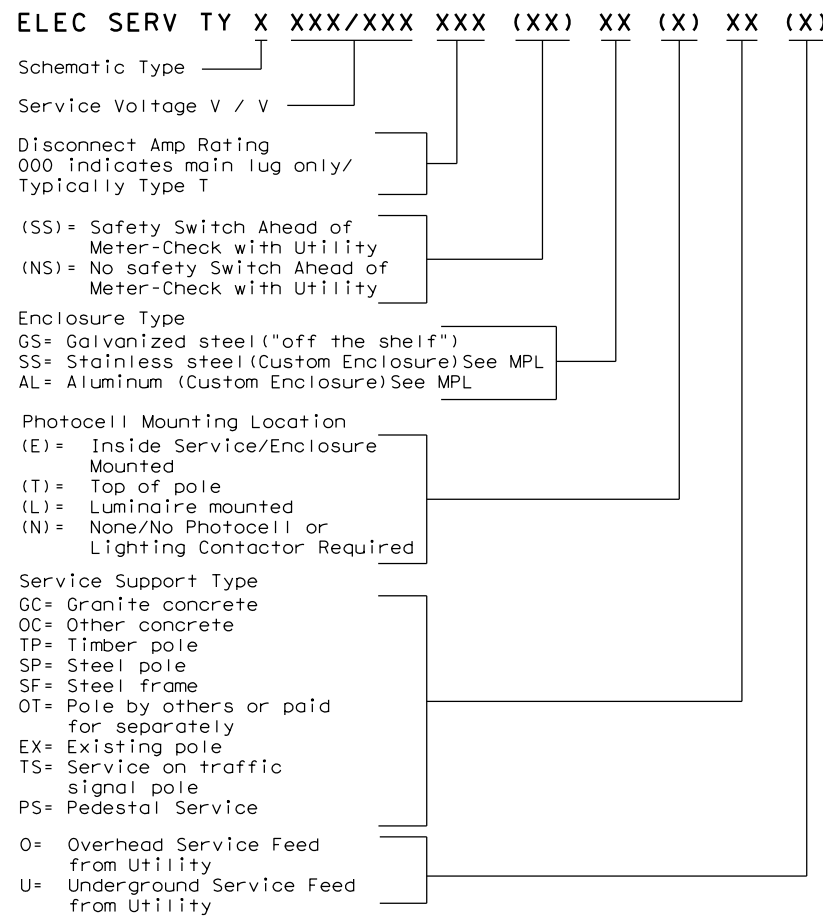 ELEC SERV TY X XXX/XXX XXX (XX) XX (X) XX (X)
Schematic Type
Service Voltage V / V
Disconnect Amp Rating
000 indicates main lug only/
Typically Type T
(SS)= Safety Switch Ahead of
Meter-Check with Utility
(NS)= No safety Switch Ahead of
Meter-Check with Utility
Enclosure Type
GS= Galvanized steel("off the shelf")
SS= Stainless steel(Custom Enclosure)See MPL
AL= Aluminum (Custom Enclosure)See MPL
Photocell Mounting Location
(E)= Inside Service/Enclosure
Mounted
(T)= Top of pole
(L)= Luminaire mounted
(N)= None/No Photocell or
Lighting Contactor Required
Service Support Type
GC= Granite concrete
OC= Other concrete
TP= Timber pole
SP= Steel pole
SF= Steel frame
OT= Pole by others or paid
for separately
EX= Existing pole
TS= Service on traffic
signal pole
PS= Pedestal Service
O= Overhead Service Feed
from Utility
U= Underground Service Feed
from Utility